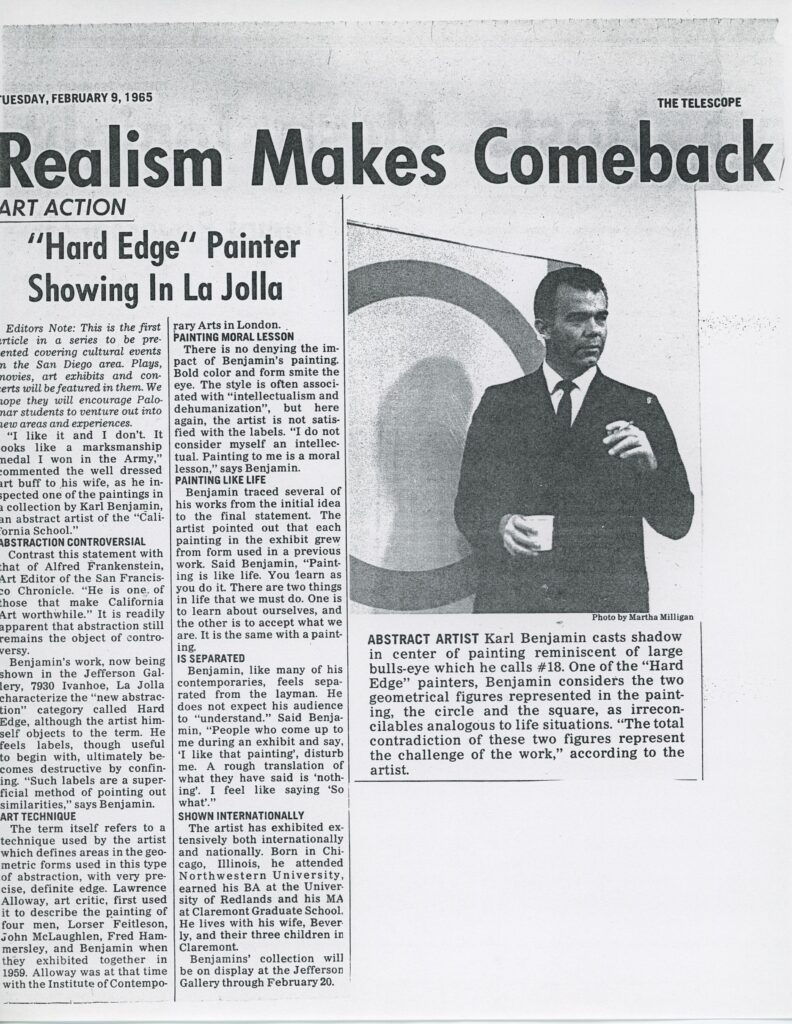 TUESDAY, FEBRUARY 9, 1965
THE TELESCOPE
Realism Makes Comeback
ART ACTION
"Hard Edge" Painter
Showing In La Jolla
Editors Note: This is the first
article in a series to be pre-
sented covering cultural events
in the San Diego area. Plays,
movies, art exhibits and con-
certs will be featured in them. We
hope they will encourage Palo-
mar students to venture out into
new areas and experiences.
"I like it and I don't. It
looks like a marksmanship
medal I won in the Army,"
commented the well dressed
art buff to his wife, as he in-
spected one of the paintings in
a collection by Karl Benjamin,
an abstract artist of the "Cali-
fornia School."
ABSTRACTION CONTROVERSIAL
Contrast this statement with
that of Alfred Frankenstein,
Art Editor of the San Francis-
co Chronicle. "He is one of
those that make California
Art worthwhile." It is readily
apparent that abstraction still
remains the object of contro-
versy.
Benjamin's work, now being
shown in the Jefferson Gal-
lery, 7930 Ivanhoe, La Jolla
characterize the "new abstrac-
tion" category called Hard
Edge, although the artist him-
self objects to the term. He
feels labels, though useful
to begin with, ultimately be-
comes destructive by confin-
ing. "Such labels are a super-
ficial method of pointing out
similarities," says Benjamin.
ART TECHNIQUE
The term itself refers to a
technique used by the artist
which defines areas in the geo-
metric forms used in this type
of abstraction, with very pre-
cise, definite edge. Lawrence
Alloway, art critic, first used
it to describe the painting of
four men, Lorser Feitleson,
John McLaughlen, Fred Ham-
mersley, and Benjamin when
they exhibited together in
1959. Alloway was at that time
with the Institute of Contempo-
rary Arts in London.
PAINTING MORAL LESSON
There is no denying the im-
pact of Benjamin's painting.
Bold color and form smite the
eye. The style is often associ-
ated with "intellectualism and
dehumanization", but here
again, the artist is not satis-
fied with the labels. "I do not
consider myself an intellec-
tual. Painting to me is a moral
lesson," says Benjamin.
PAINTING LIKE LIFE
Benjamin traced several of
his works from the initial idea
to the final statement. The
artist pointed out that each
painting in the exhibit grew
from form used in a previous
work. Said Benjamin, "Paint-
ing is like life. You learn as
you do it. There are two things
in life that we must do. One is
to learn about ourselves, and
the other is to accept what we
are. It is the same with a paint-
ing.
IS SEPARATED
Benjamin, like many of his
contemporaries, feels sepa-
rated from the layman. He
does not expect his audience
to "understand." Said Benja-
min, "People who come up to
me during an exhibit and say,
'I like that painting', disturb
me. A rough translation of
what they have said is 'noth-
ing'. I feel like saying 'So
what'."
SHOWN INTERNATIONALLY
The artist has exhibited ex-
tensively both internationally
and nationally. Born in Chi-
cago, Illinois, he attended
Northwestern University,
earned his BA at the Univer-
sity of Redlands and his MA
at Claremont Graduate School.
He lives with his wife, Bever-
ly, and their three children in
Claremont.
Benjamins' collection will
be on display at the Jefferson
Gallery through February 20.
Photo by Martha Milligan
ABSTRACT ARTIST Karl Benjamin casts shadow
in center of painting reminiscent of large
bulls-eye which he calls #18. One of the "Hard
Edge" painters, Benjamin considers the two
geometrical figures represented in the paint-
ing, the circle and the square, as irrecon-
cilables analogous to life situations. "The total
contradiction of these two figures represent
the challenge of the work," according to the
artist.